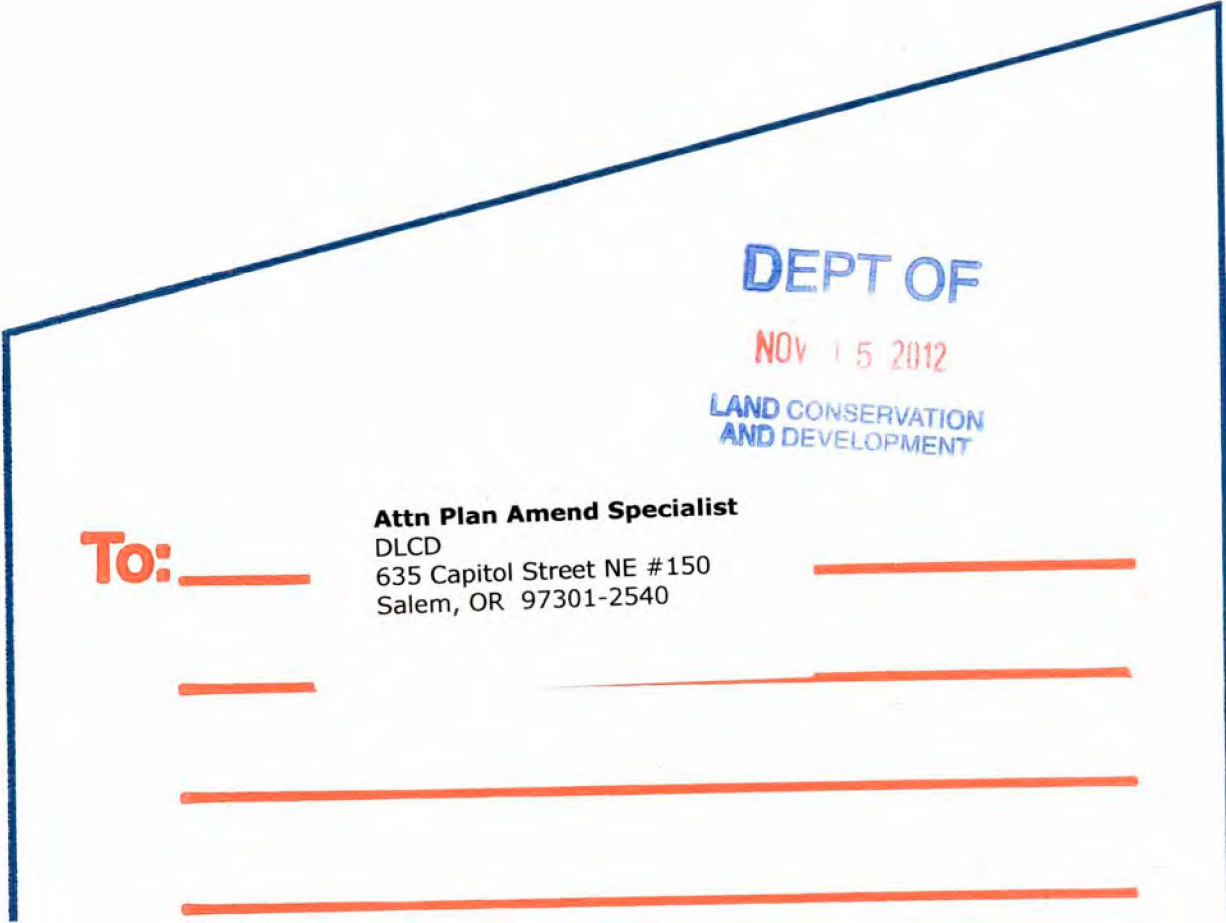 DEPT OF
NOV 15 2012
LAND CONSERVATION
AND DEVELOPMENT
To:
Attn Plan Amend Specialist
DLCD
635 Capitol Street NE #150
Salem, OR 97301-2540